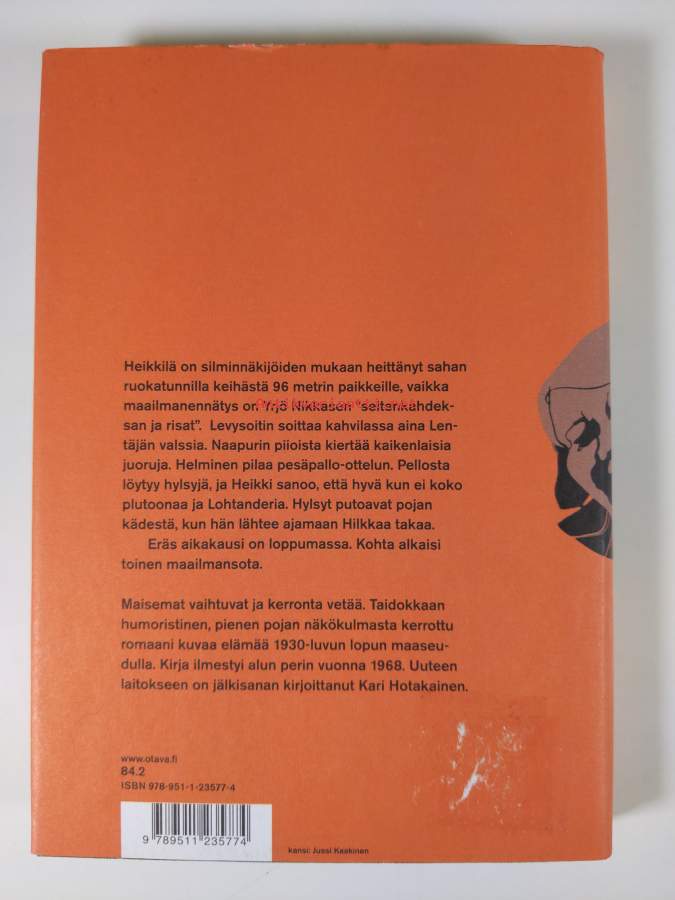 Heikkilä on silminnäkijöiden mukaan heittänyt sahan
ruokatunnilla keihästä 96 metrin paikkeille, vaikka
maailmanennätys on Yrjö Nikkasen "seitenkahdek-
san ja risat”. Levysoitin soittaa kahvilassa aina Len-
täjän valssia. Naapurin piioista kiertää kaikenlaisia
juoruja. Helminen pilaa pesäpallo-ottelun. Pellosta
löytyy hylsyjä, ja Heikki sanoo, että hyvä kun ei koko
plutoonaa ja Lohtanderia. Hylsyt putoavat pojan
kädestä, kun hän lähtee ajamaan Hilkkaa takaa.
Eräs aikakausi on loppumassa. Kohta alkaisi
toinen maailmansota.
Maisemat vaihtuvat ja kerronta vetää. Taidokkaan
humoristinen, pienen pojan näkökulmasta kerrottu
romaani kuvaa elämää 1930-luvun lopun maaseu-
dulla. Kirja ilmestyi alun perin vuonna 1968. Uuteen
laitokseen on jälkisanan kirjoittanut Kari Hotakainen.
www.otava.fi
84.2
ISBN 978-951-1-23577-4
9 789511 235774
kansi: Jussi Kaakinen